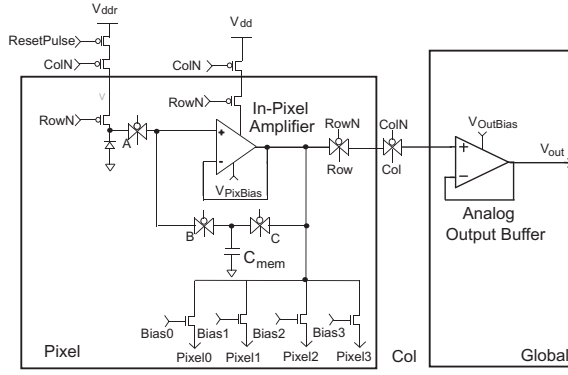 Vddr
Vdd
ResetPulse
ColN
ColN
RowN
RowN
In-Pixel
Amplifier
RowN
ColN
A
+
−
VPixBias
Row
Col
VOutBias
+
−
Vout
Analog
Output Buffer
B
C
Cmem
Bias0
Bias1
Bias2
Bias3
Pixel0
Pixel1
Pixel2
Pixel3
Pixel
Col
Global